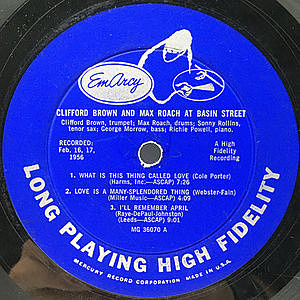 EmArcy
CLIFFORD BROWN AND MAX ROACH AT BASIN STREET
Clifford Brown, trumpet; Max Roach, drums; Sonny Rollins,
tenor sax; George Morrow, bass; Richie Powell, piano.
RECORDED:
Feb. 16, 17,
1956
A High
Fidelity
Recording
1. WHAT IS THIS THING CALLED LOVE (Cole Porter)
(Harms, Inc.—ASCAP) 7:26
2. LOVE IS A MANY-SPLENDORED THING (Webster-Fain)
(Miller Music—ASCAP) 4:09
3. I'LL REMEMBER APRIL
(Raye-DePaul-Johnston)
(Leeds—ASCAP) 9:01
MG 36070 A
LONG PLAYING HIGH FIDELITY
MERCURY RECORD CORPORATION MADE IN U.S.A.